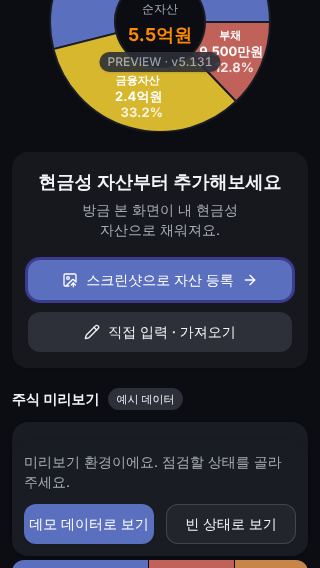 순자산
5.5억원
부채
9,500만원
12.8%
PREVIEW · v5.131
금융자산
2.4억원
33.2%
현금성 자산부터 추가해보세요
방금 본 화면이 내 현금성
자산으로 채워져요.
스크린샷으로 자산 등록
직접 입력 · 가져오기
주식 미리보기
예시 데이터
미리보기 환경이에요. 점검할 상태를 골라
주세요.
데모 데이터로 보기
빈 상태로 보기